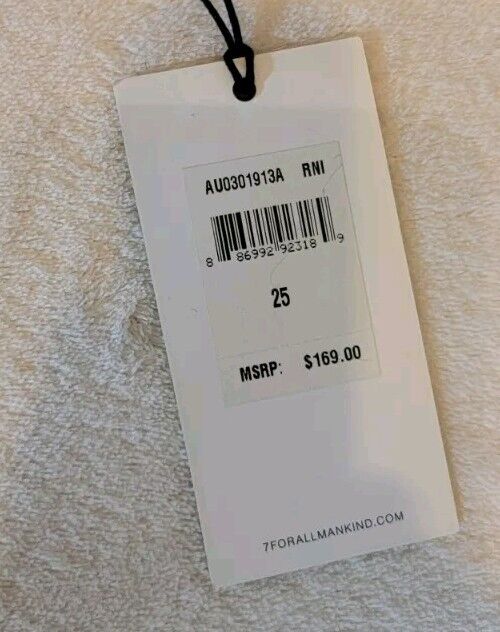 AU0301913A RNI
8 86992 92318 9
25
MSRP: $169.00
7FORALLMANKIND.COM